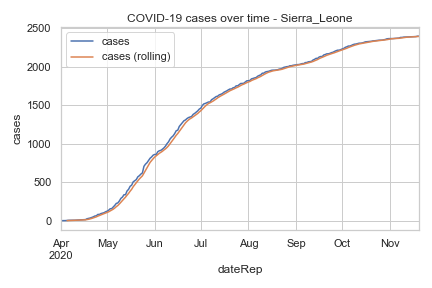 COVID-19 cases over time - Sierra_Leone
cases
cases (rolling)
2500
2000
1500
1000
500
0
cases
Apr May Jun Jul Aug Sep Oct Nov
2020
dateRep